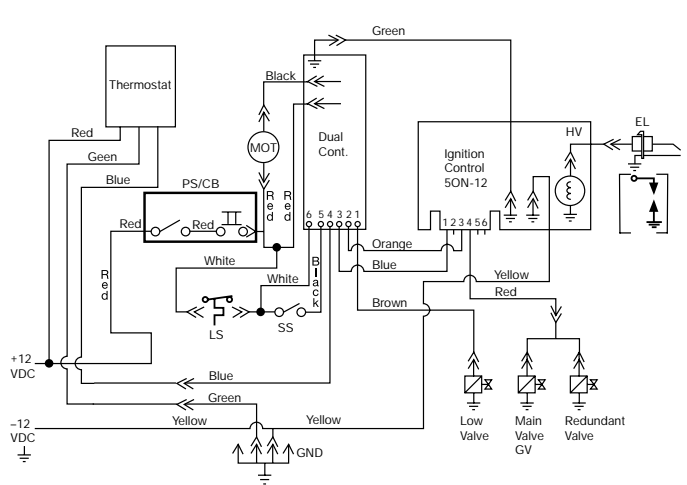 Green
Thermostat
Black
Dual
Cont.
MOT
Red
Geen
Blue
PS/CB
Red
Red
Red
Red
Red
HV
EL
Ignition
Control
5ON-12
6 5 4 3 2 1
1 2 3 4 5 6
Orange
White
Blue
White
Black
Yellow
Red
Brown
LS
SS
+12
VDC
Blue
Green
Yellow
Yellow
–12
VDC
GND
Low
Valve
Main
Valve
GV
Redundant
Valve